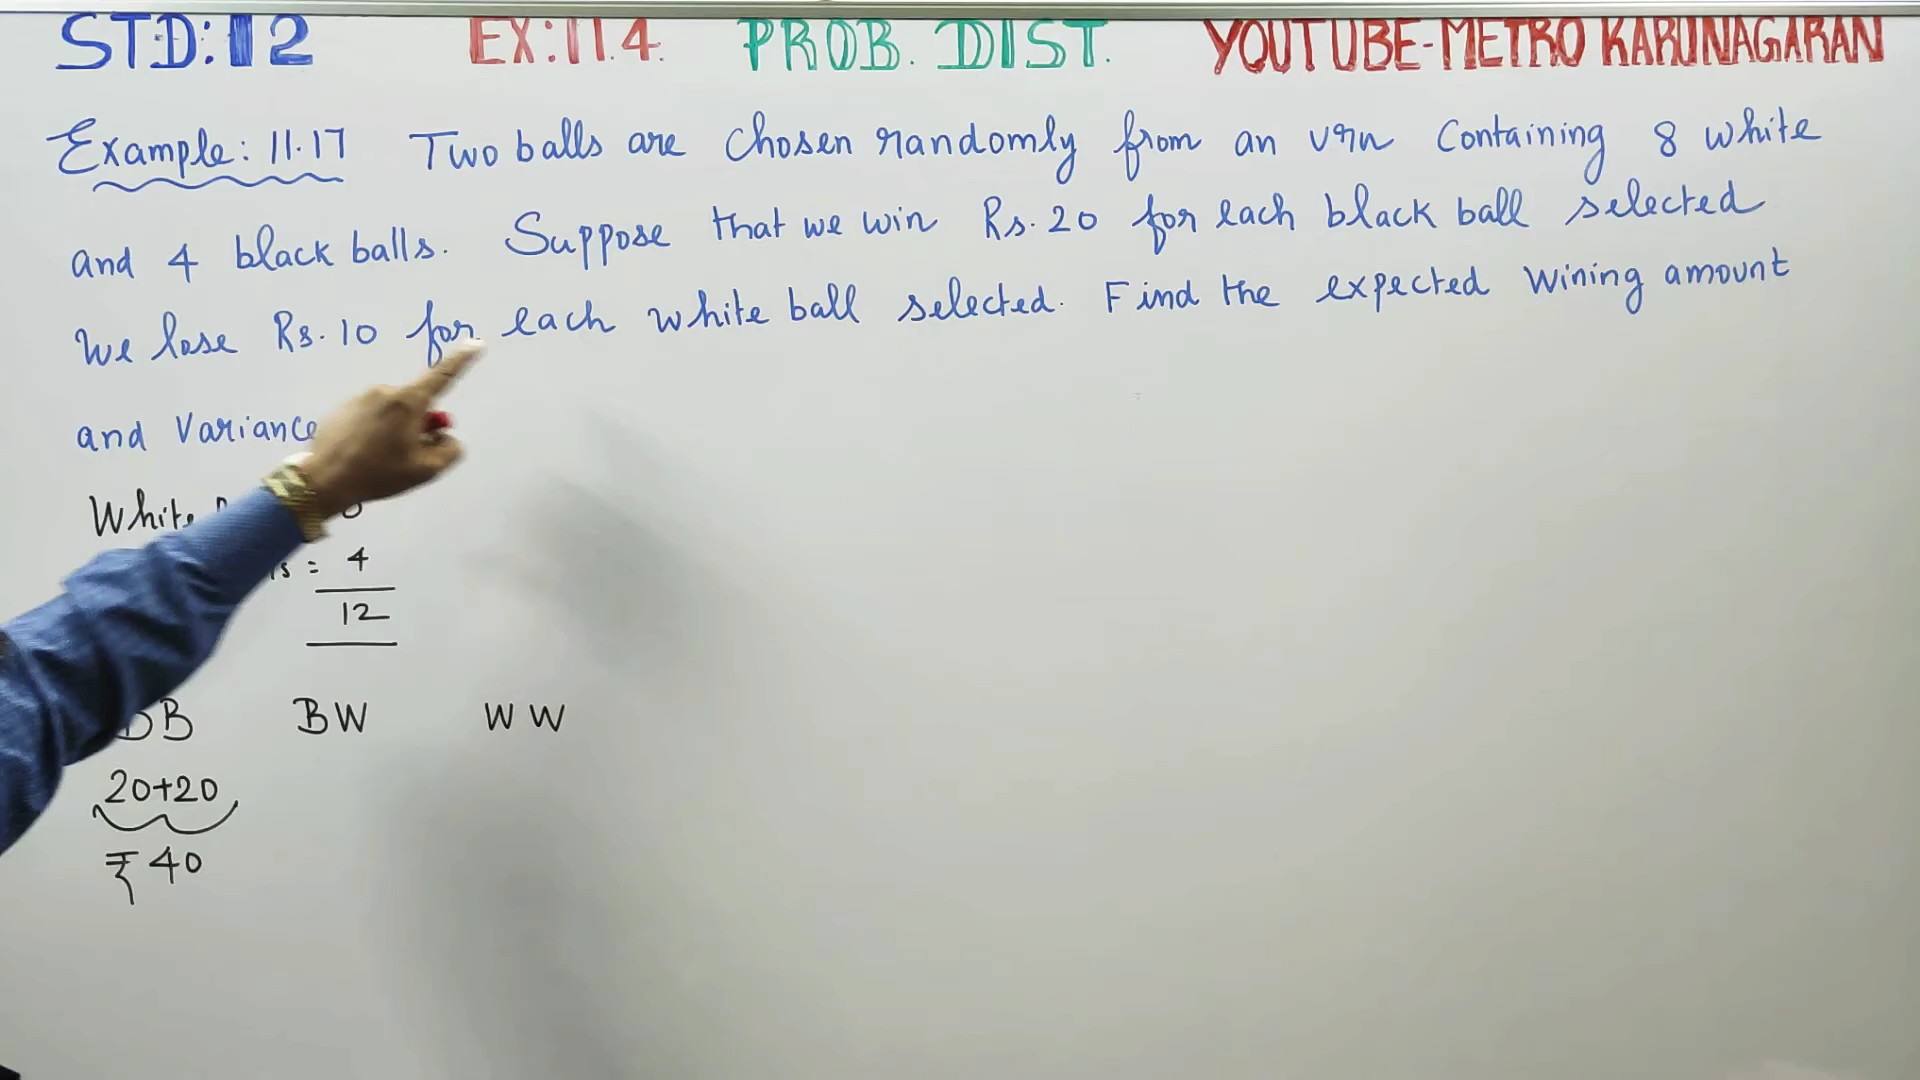 STD:12 EX:11.4. PROB. DIST. YOUTUBE-METRO KARUNAGARAN
Example: 11.17 Two balls are chosen randomly from an urn containing 8 white
and 4 black balls. Suppose that we win Rs. 20 for each black ball selected
We lose Rs. 10 for each white ball selected. Find the expected wining amount
and Variance
White
= 4
12
B BW WW
20+20
₹ 40